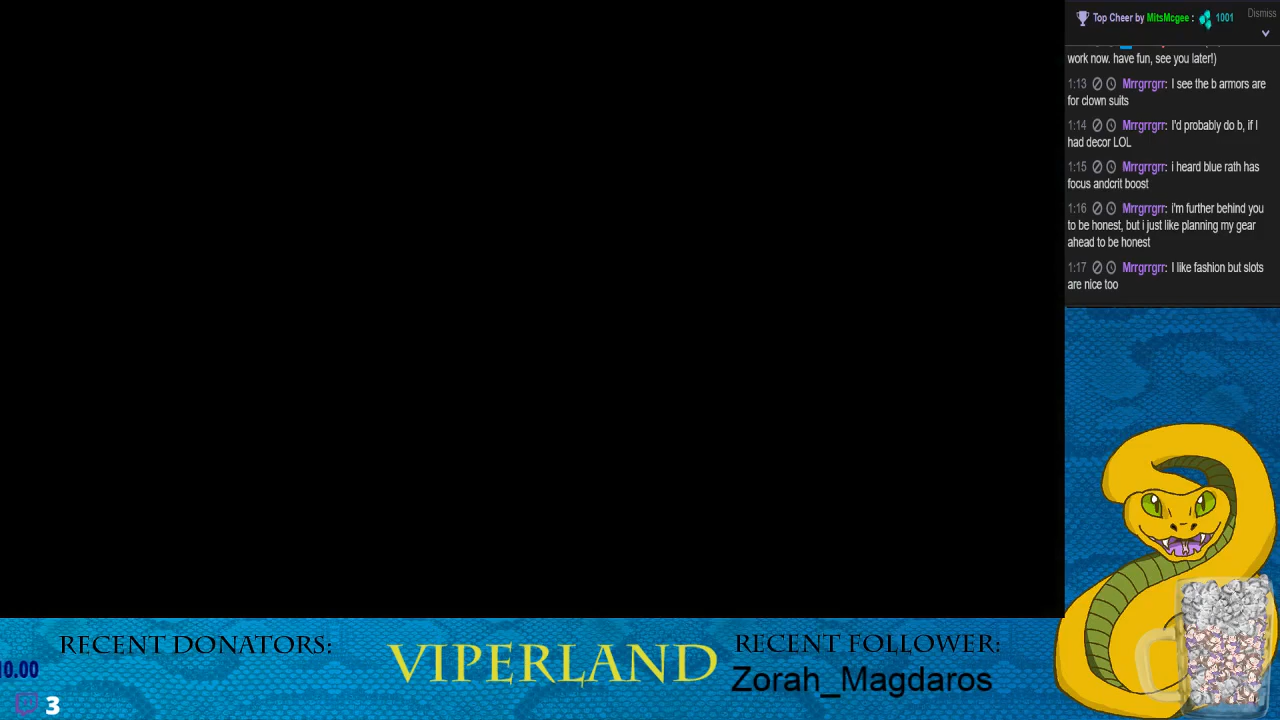 Top Cheer by MitsMcgee : 1001
Dismiss
work now. have fun, see you later!)
1:13 Mrrgrrgrr: I see the b armors are
for clown suits
1:14 Mrrgrrgrr: I'd probably do b, if I
had decor LOL
1:15 Mrrgrrgrr: i heard blue rath has
focus andcrit boost
1:16 Mrrgrrgrr: i'm further behind you
to be honest, but i just like planning my gear
ahead to be honest
1:17 Mrrgrrgrr: I like fashion but slots
are nice too
RECENT DONATORS:
10.00
3
VIPERLAND
RECENT FOLLOWER:
Zorah_Magdaros